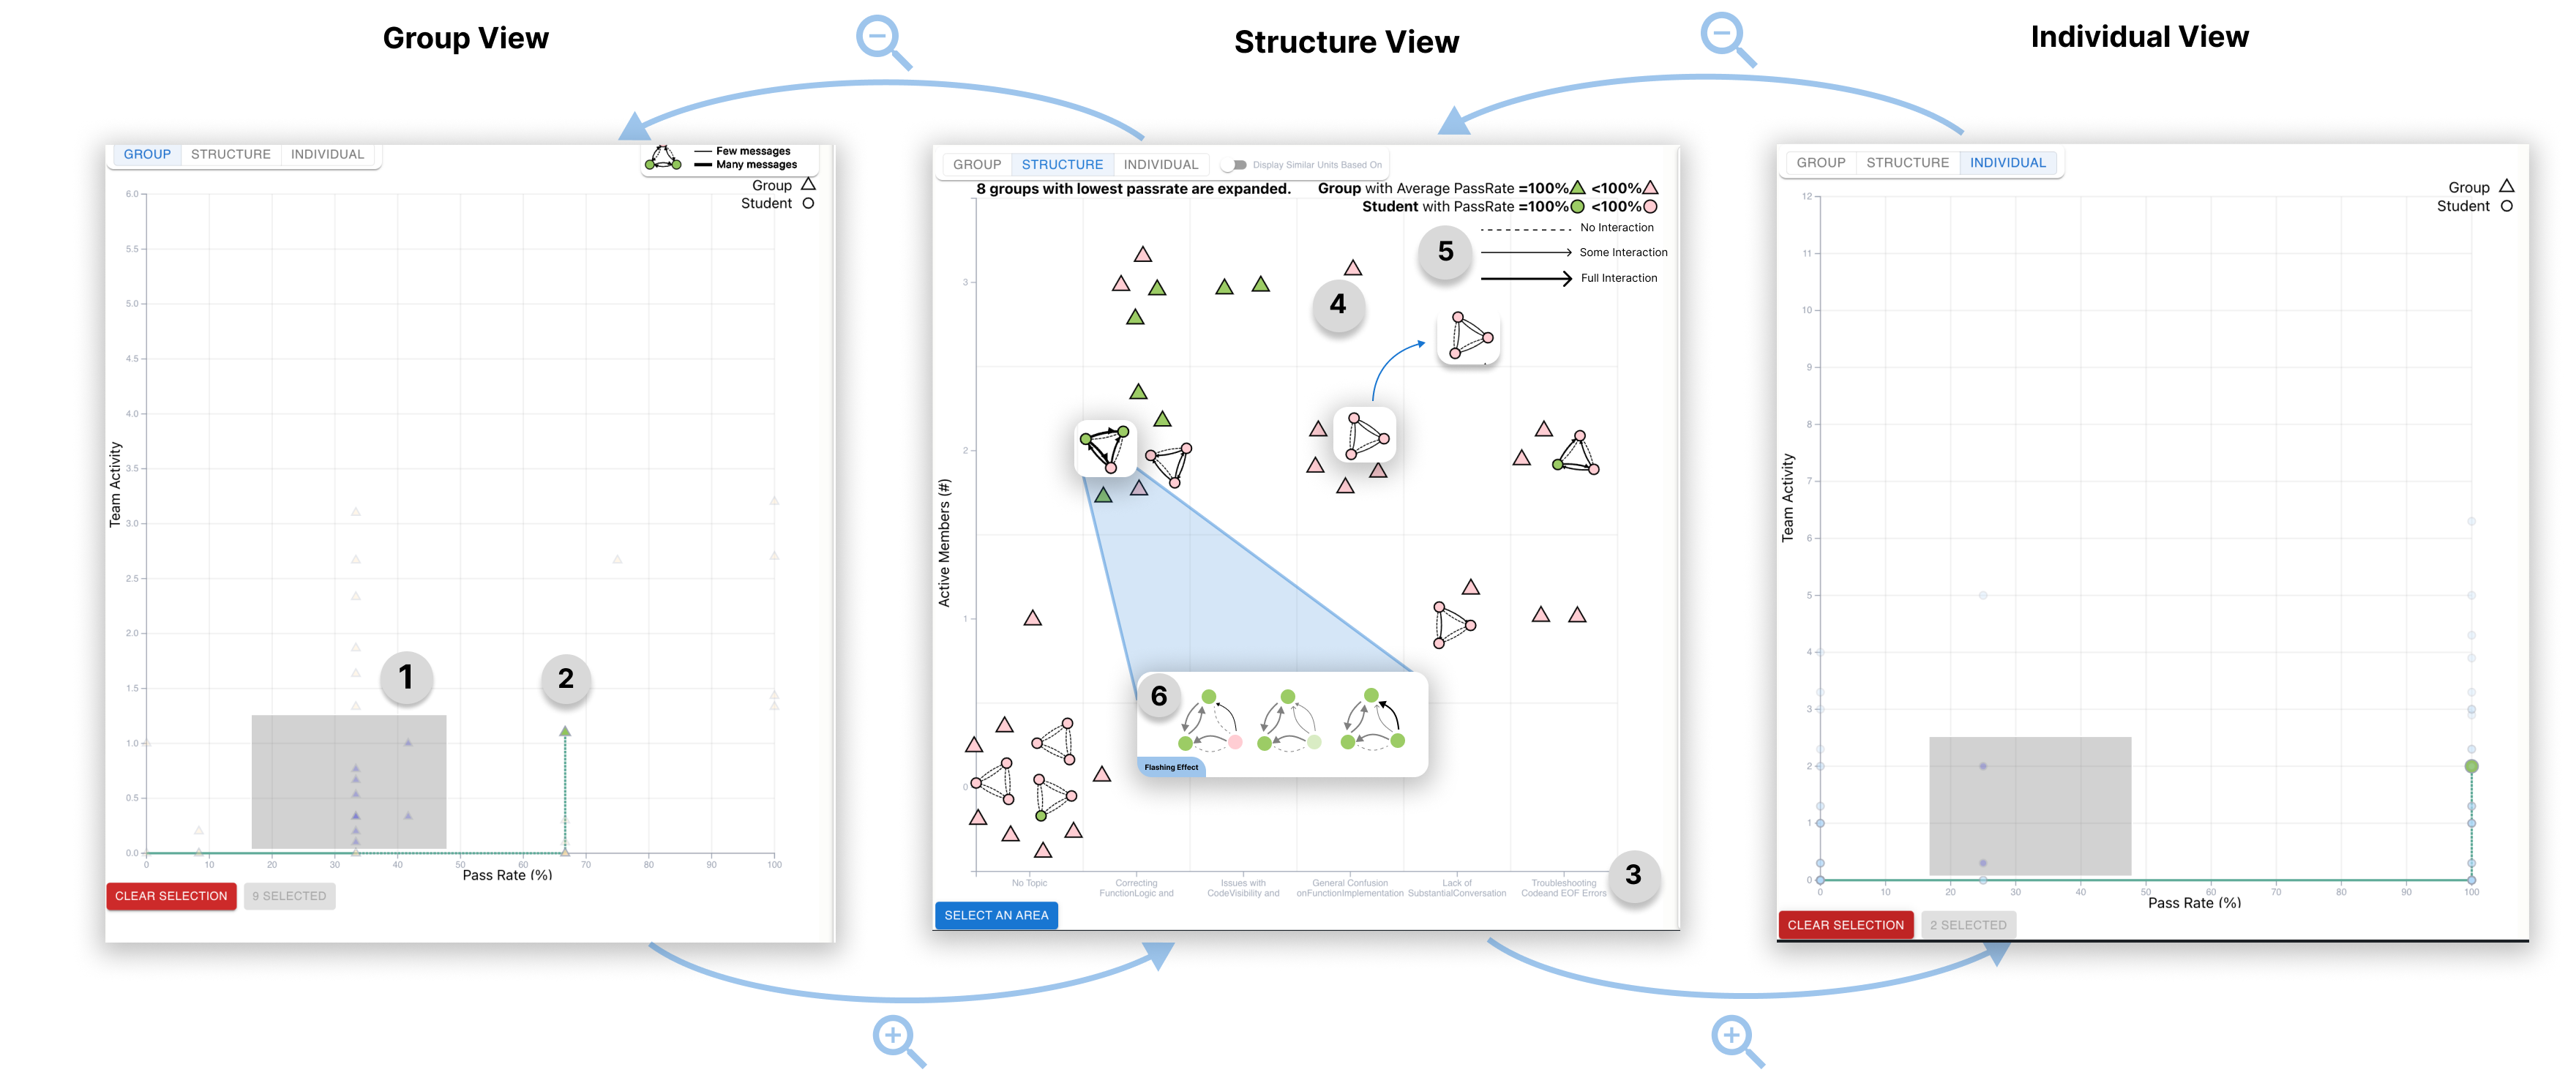 Group View
Structure View
Individual View
GROUP STRUCTURE INDIVIDUAL
Few messages
Many messages
Group
Student
6.0
5.5
5.0
4.5
4.0
3.5
3.0
2.5
2.0
1.5
1.0
0.5
0.0
Team Activity
1
2
0 10 20 30 40 50 60 70 80 90 100
Pass Rate (%)
CLEAR SELECTION 9 SELECTED
GROUP STRUCTURE INDIVIDUAL Display Similar Units Based On
8 groups with lowest passrate are expanded. Group with Average PassRate =100% <100%
Student with PassRate =100% <100%
5
No Interaction
Some Interaction
Full Interaction
4
3
2
1
0
Active Members (#)
6
Flashing Effect
3
No Topic
Correcting
FunctionLogic and
Issues with
CodeVisibility and
General Confusion
onFunctionImplementation
Lack of
SubstantialConversation
Troubleshooting
Codeand EOF Errors
SELECT AN AREA
GROUP STRUCTURE INDIVIDUAL
Group
Student
12
11
10
9
8
7
6
5
4
3
2
1
0
Team Activity
0 10 20 30 40 50 60 70 80 90 100
Pass Rate (%)
CLEAR SELECTION 2 SELECTED